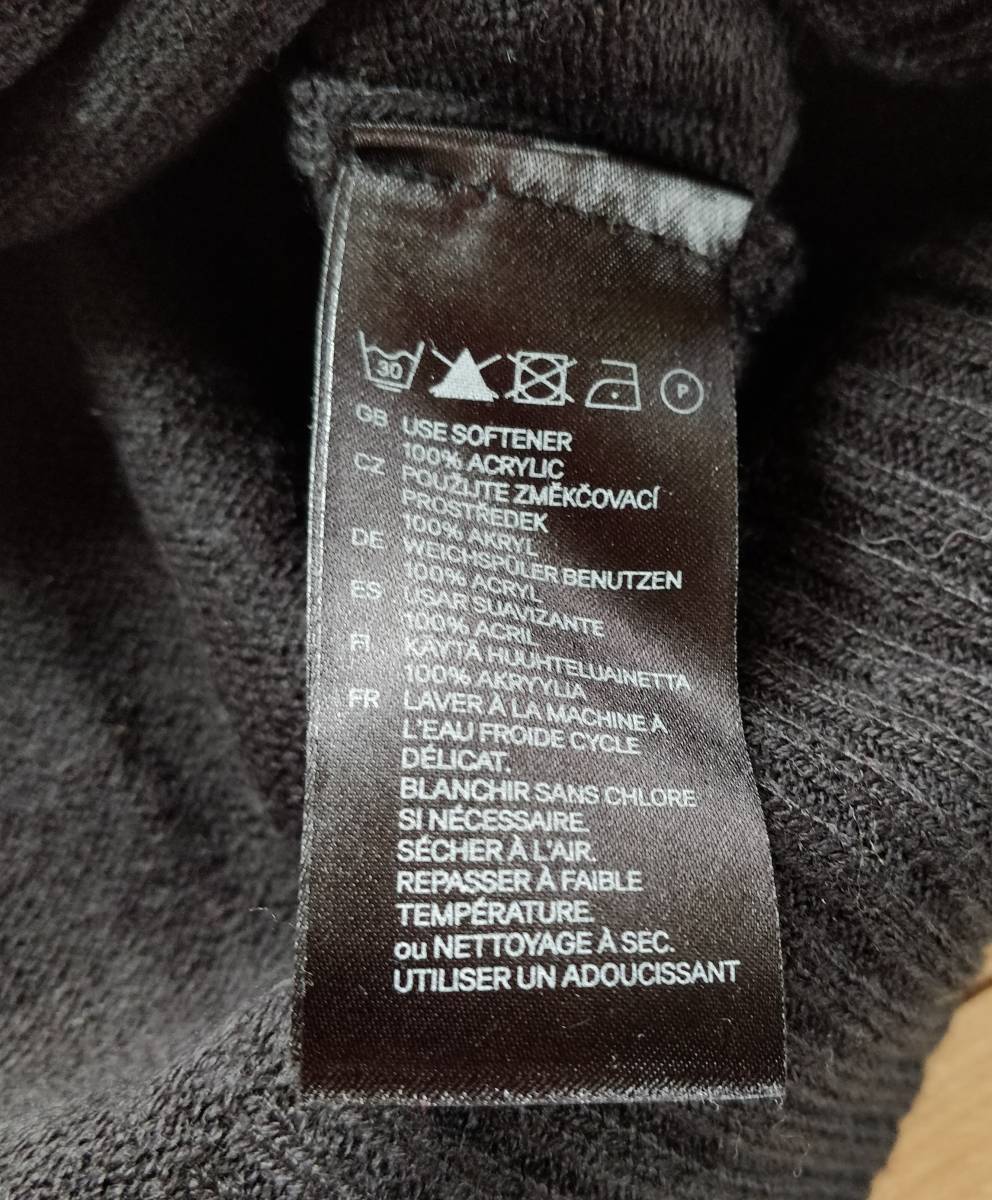 30 P
GB USE SOFTENER
100% ACRYLIC
CZ POUŽIJTE ZMĚKČOVACÍ
PROSTŘEDEK
100% AKRYL
DE WEICHSPÜLER BENUTZEN
100% ACRYL
ES USAR SUAVIZANTE
100% ACRIL
FI KÄYTÄ HUUHTELUAINETTA
100% AKRYYLIA
FR LAVER À LA MACHINE À
L'EAU FROIDE CYCLE
DÉLICAT.
BLANCHIR SANS CHLORE
SI NÉCESSAIRE.
SÉCHER À L'AIR.
REPASSER À FAIBLE
TEMPÉRATURE.
ou NETTOYAGE À SEC.
UTILISER UN ADOUCISSANT